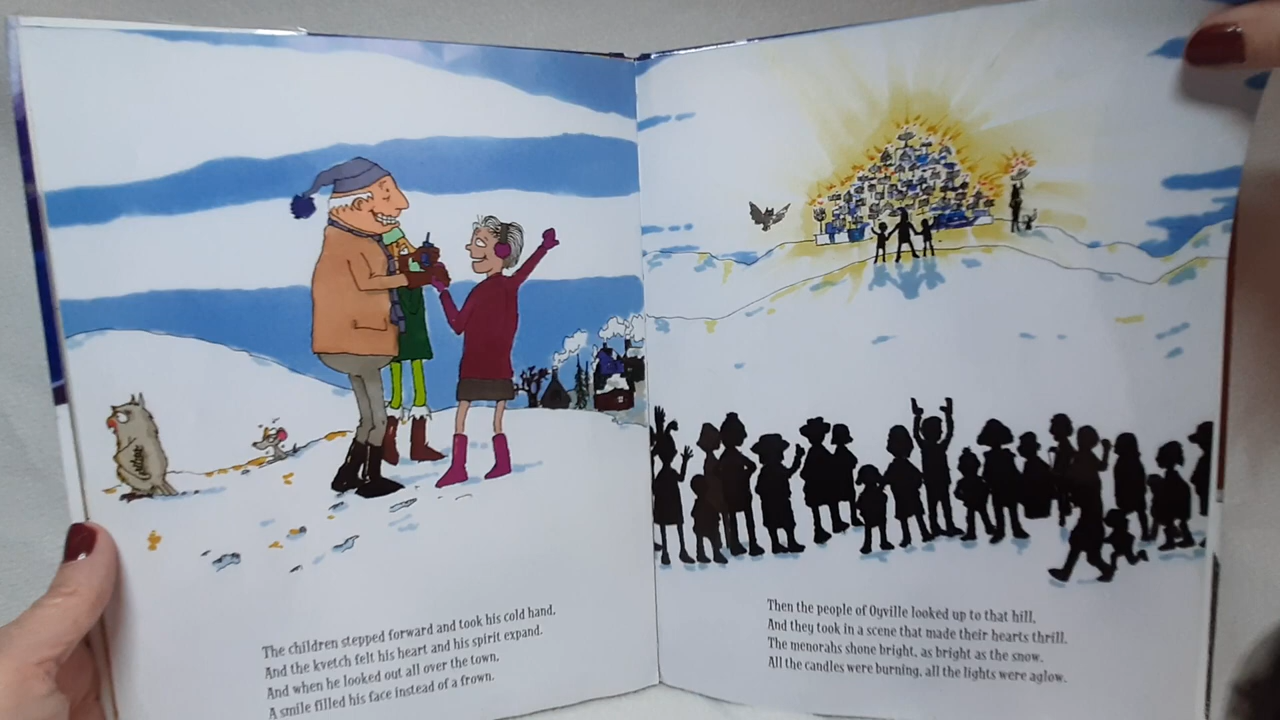 The children stepped forward and took his cold hand,
And the kvetch felt his heart and his spirit expand.
And when he looked out all over the town,
A smile filled his face instead of a frown.
Then the people of Oyville looked up to that hill,
And they took in a scene that made their hearts thrill.
The menorahs shone bright, as bright as the snow.
All the candles were burning, all the lights were aglow.